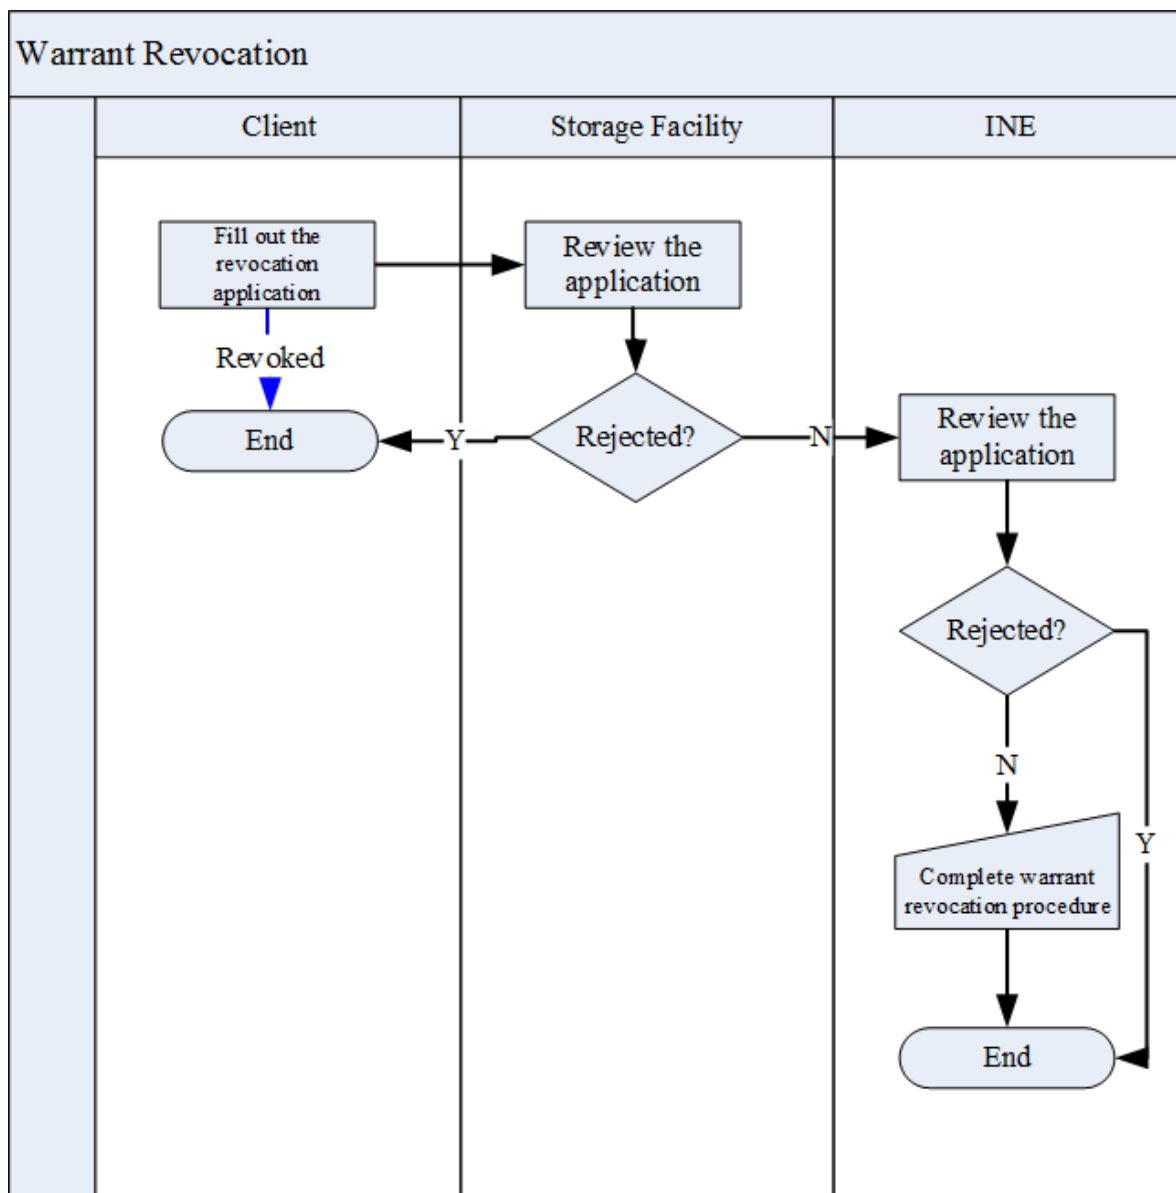 Warrant Revocation
Client
Storage Facility
INE
Fill out the
revocation
application
Review the
application
Revoked
End
Y
Rejected?
N
Review the
application
Rejected?
N
Y
Complete warrant
revocation procedure
End